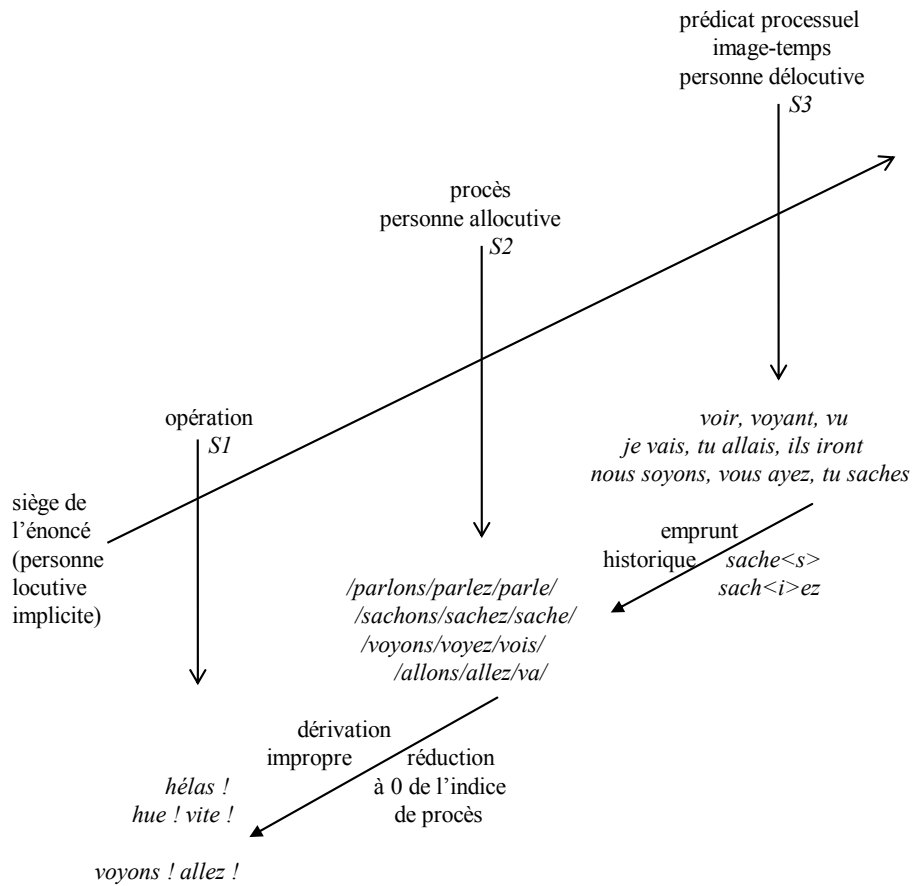 prédicat processuel
image-temps
personne délocutive
S3
procès
personne allocutive
S2
opération
S1
voir, voyant, vu
je vais, tu allais, ils iront
nous soyons, vous ayez, tu saches
siège de
l’énoncé
(personne
locutive
implicite)
emprunt
historique sache<s>
sach<i>ez
/parlons/parlez/parle/
/sachons/sachez/sache/
/voyons/voyez/vois/
/allons/allez/va/
dérivation
impropre
réduction
à 0 de l’indice
de procès
hélas !
hue ! vite !
voyons ! allez !